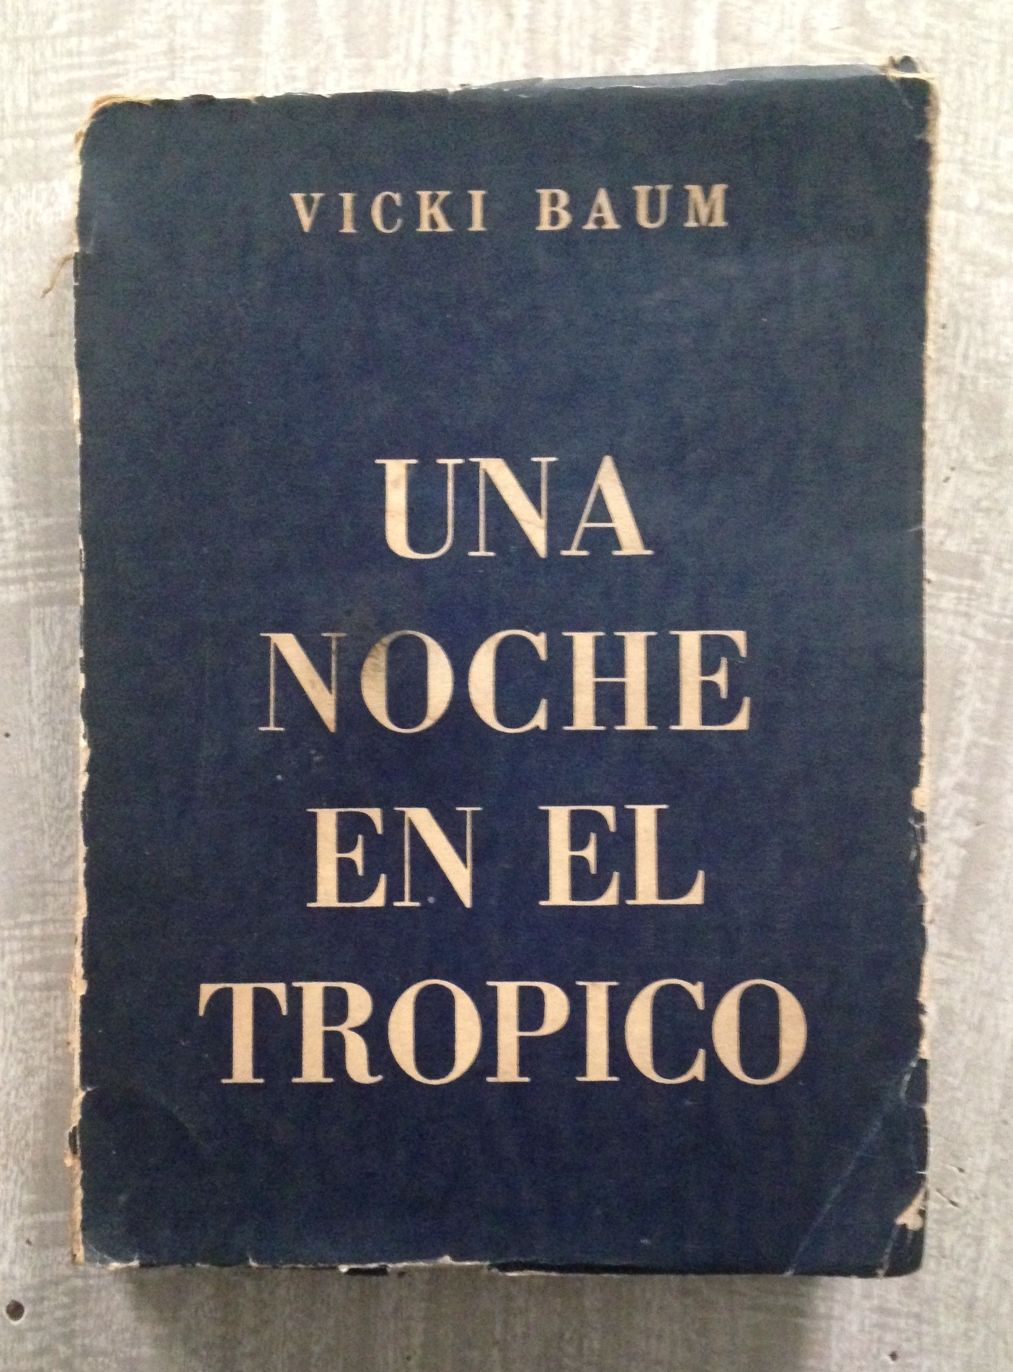 VICKI BAUM
UNA
NOCHE
EN EL
TROPICO